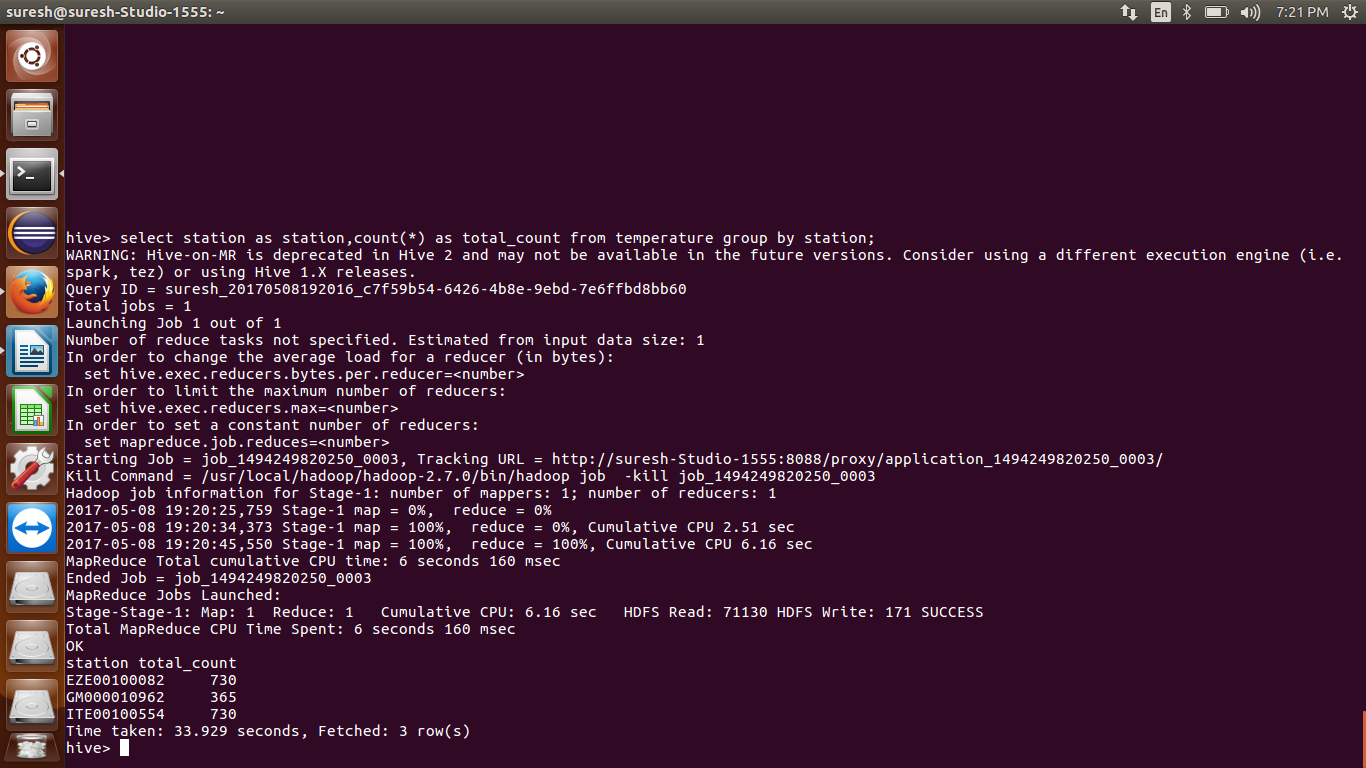 suresh@suresh-Studio-1555: ~
En
7:21 PM
hive> select station as station,count(*) as total_count from temperature group by station;
WARNING: Hive-on-MR is deprecated in Hive 2 and may not be available in the future versions. Consider using a different execution engine (i.e.
spark, tez) or using Hive 1.X releases.
Query ID = suresh_20170508192016_c7f59b54-6426-4b8e-9ebd-7e6ffbd8bb60
Total jobs = 1
Launching Job 1 out of 1
Number of reduce tasks not specified. Estimated from input data size: 1
In order to change the average load for a reducer (in bytes):
  set hive.exec.reducers.bytes.per.reducer=<number>
In order to limit the maximum number of reducers:
  set hive.exec.reducers.max=<number>
In order to set a constant number of reducers:
  set mapreduce.job.reduces=<number>
Starting Job = job_1494249820250_0003, Tracking URL = http://suresh-Studio-1555:8088/proxy/application_1494249820250_0003/
Kill Command = /usr/local/hadoop/hadoop-2.7.0/bin/hadoop job  -kill job_1494249820250_0003
Hadoop job information for Stage-1: number of mappers: 1; number of reducers: 1
2017-05-08 19:20:25,759 Stage-1 map = 0%,  reduce = 0%
2017-05-08 19:20:34,373 Stage-1 map = 100%,  reduce = 0%, Cumulative CPU 2.51 sec
2017-05-08 19:20:45,550 Stage-1 map = 100%,  reduce = 100%, Cumulative CPU 6.16 sec
MapReduce Total cumulative CPU time: 6 seconds 160 msec
Ended Job = job_1494249820250_0003
MapReduce Jobs Launched:
Stage-Stage-1: Map: 1  Reduce: 1   Cumulative CPU: 6.16 sec   HDFS Read: 71130 HDFS Write: 171 SUCCESS
Total MapReduce CPU Time Spent: 6 seconds 160 msec
OK
station total_count
EZE00100082     730
GM000010962     365
ITE00100554     730
Time taken: 33.929 seconds, Fetched: 3 row(s)
hive>